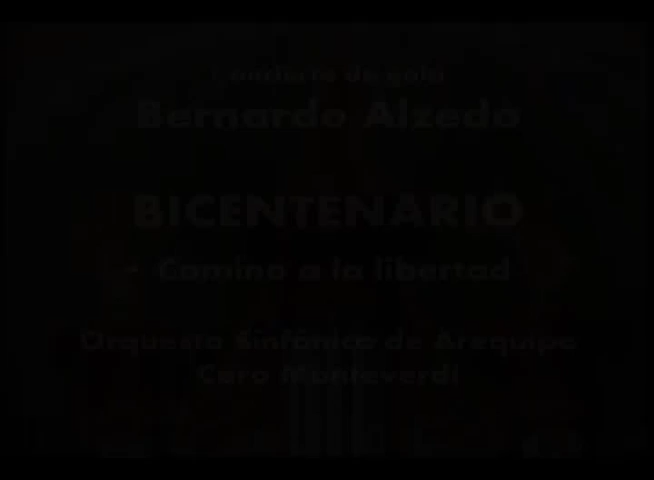 Concierto de gala
Bernardo Alzedo
BICENTENARIO
Camino a la libertad
Orquesta Sinfónica de Arequipa
Coro Monteverdi